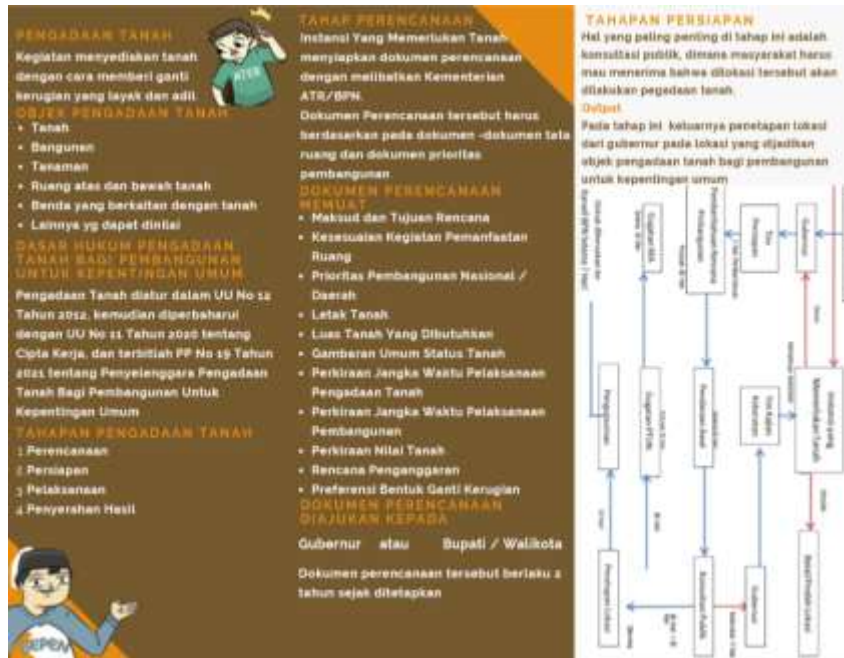 PENGADAAN TANAH
Kegiatan menyediakan tanah
dengan cara memberi ganti
kerugian yang layak dan adil
OBJEK PENGADAAN TANAH
• Tanah
• Bangunan
• Tanaman
• Ruang atas dan bawah tanah
• Benda yang berkaitan dengan tanah
• Lainnya yg dapat dinilai
DASAR HUKUM PENGADAAN
TANAH BAGI PEMBANGUNAN
UNTUK KEPENTINGAN UMUM
Pengadaan Tanah diatur dalam UU No 12
Tahun 2012, kemudian diperbaharui
dengan UU No 11 Tahun 2020 tentang
Cipta Kerja, dan terbitlah PP No 19 Tahun
2021 tentang Penyelenggara Pengadaan
Tanah Bagi Pembangunan Untuk
Kepentingan Umum
TAHAPAN PENGADAAN TANAH
1 Perencanaan
2 Persiapan
3 Pelaksanaan
4 Penyerahan Hasil
TAHAP PERENCANAAN
Instansi Yang Memerlukan Tanah
menyiapkan dokumen perencanaan
dengan melibatkan Kementerian
ATR/BPN.
Dokumen Perencanaan tersebut harus
berdasarkan pada dokumen -dokumen tata
ruang dan dokumen prioritas
pembangunan
DOKUMEN PERENCANAAN
MEMUAT
• Maksud dan Tujuan Rencana
• Kesesuaian Kegiatan Pemanfaatan
Ruang
• Prioritas Pembangunan Nasional /
Daerah
• Letak Tanah
• Luas Tanah Yang Dibutuhkan
• Gambaran Umum Status Tanah
• Perkiraan Jangka Waktu Pelaksanaan
Pengadaan Tanah
• Perkiraan Jangka Waktu Pelaksanaan
Pembangunan
• Perkiraan Nilai Tanah
• Rencana Penganggaran
• Preferensi Bentuk Ganti Kerugian
DOKUMEN PERENCANAAN
DIAJUKAN KEPADA
Gubernur atau Bupati / Walikota
Dokumen perencanaan tersebut berlaku 2
tahun sejak ditetapkan
TAHAPAN PERSIAPAN
Hal yang paling penting di tahap ini adalah
konsultasi publik, dimana masyarakat harus
mau menerima bahwa dilokasi tersebut akan
dilakukan pegadaan tanah.
Output
Pada tahap ini keluarnya penetapan lokasi
dari gubernur pada lokasi yang dijadikan
objek pengadaan tanah bagi pembangunan
untuk kepentingan umum
Gubernur
Tim
Persiapan
Pemberitahuan Rencana
Pembangunan
Instansi yang
Memerlukan Tanah
Tim Kajian
Keberatan
Pendataan Awal
Gugatan PTUN
Pengumuman
Gubernur
Konsultasi Publik
Penetapan Lokasi